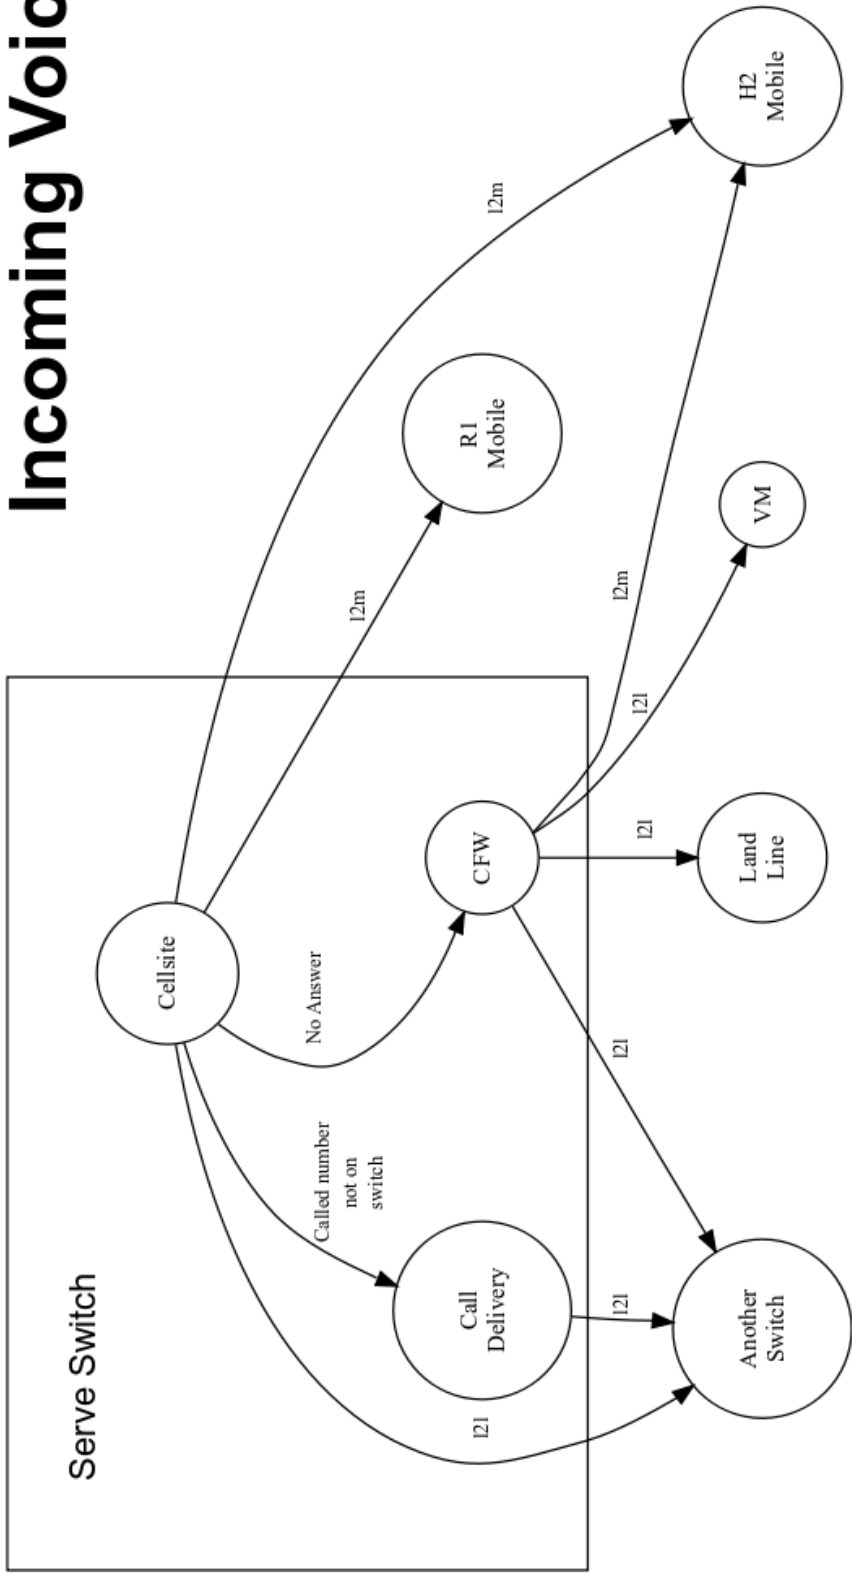 Incoming Voic
Serve Switch
Cellsite
Called number
not on
switch
No Answer
l2m
l2m
l2l
Call
Delivery
CFW
R1
Mobile
l2l
l2l
l2l
l2l
l2m
Another
Switch
Land
Line
VM
H2
Mobile